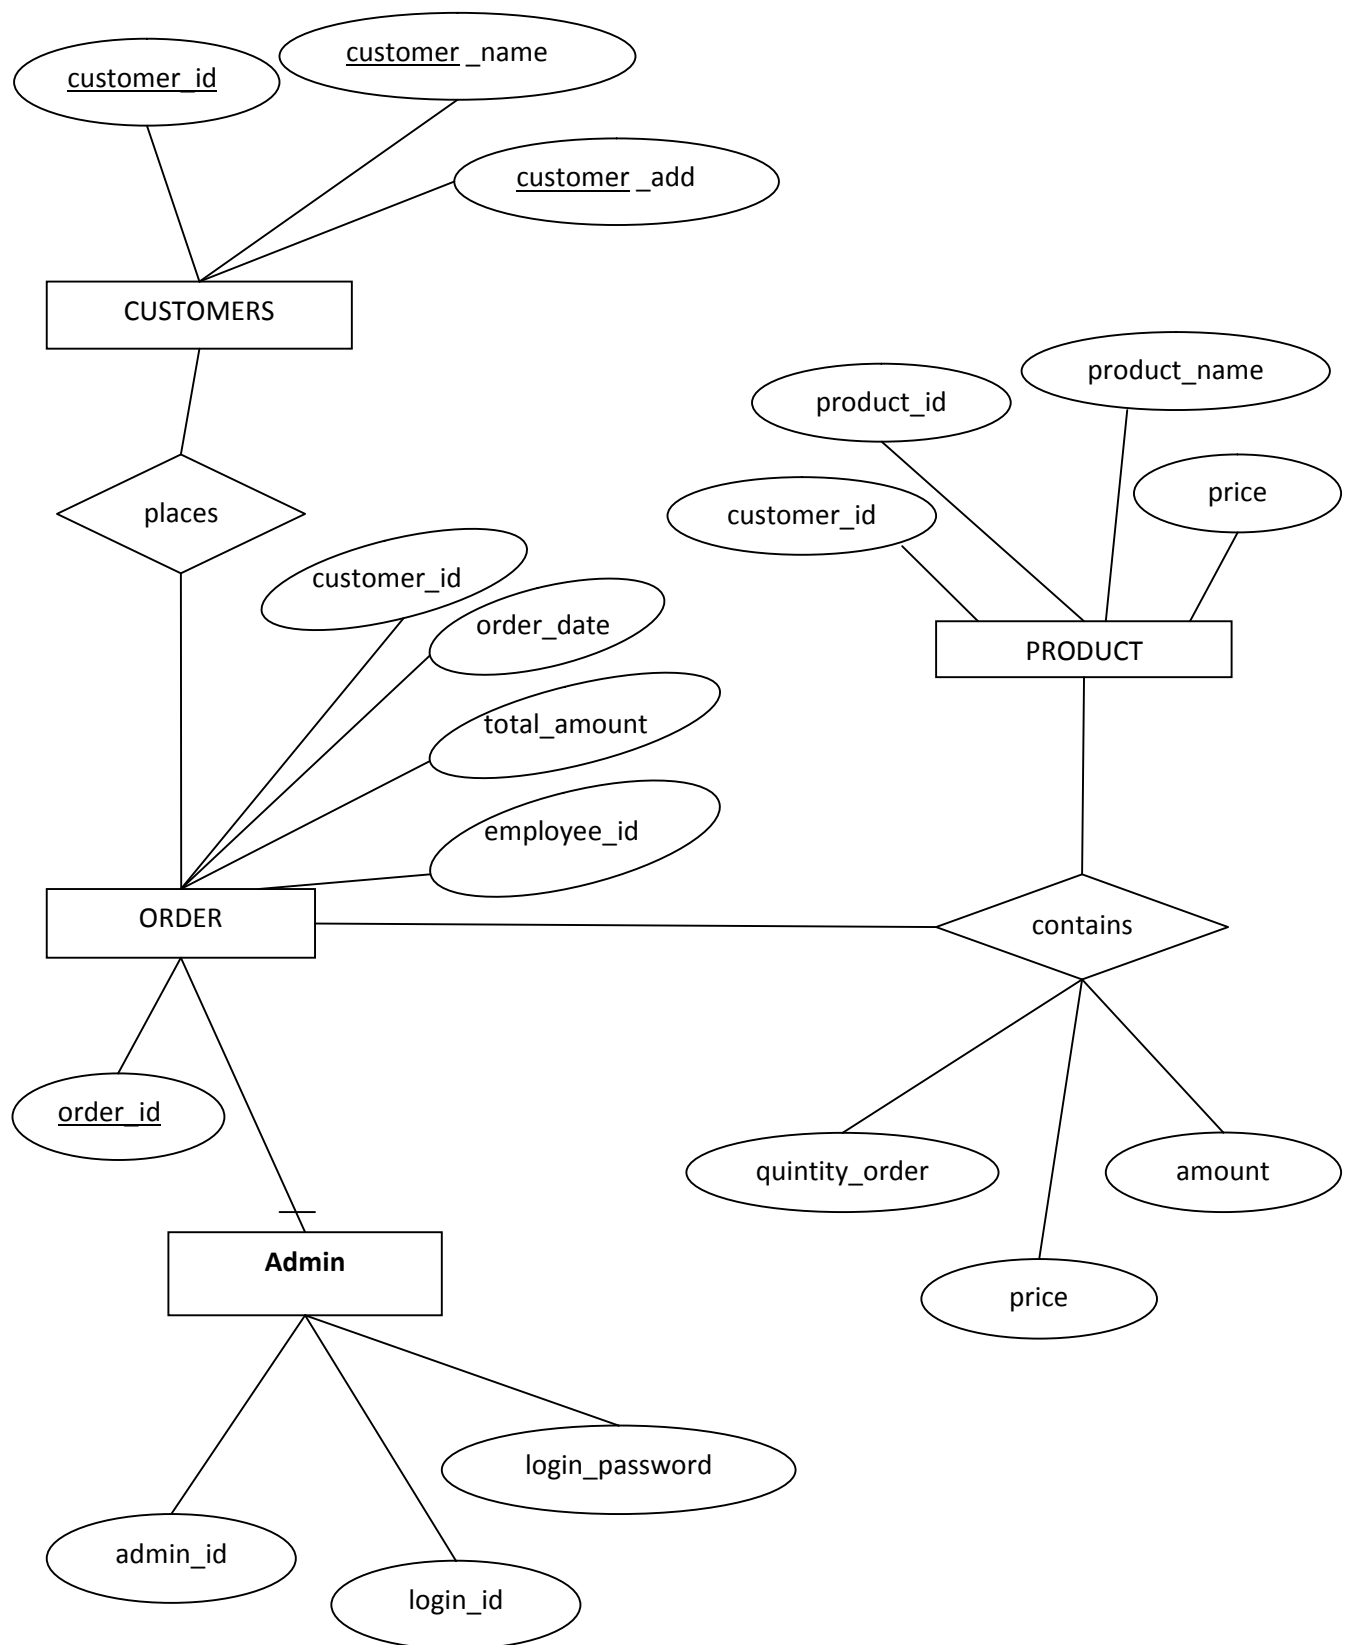 customer_id
customer _name
customer _add
CUSTOMERS
product_name
product_id
price
customer_id
places
customer_id
order_date
PRODUCT
total_amount
employee_id
ORDER
contains
order_id
quintity_order
amount
Admin
price
login_password
admin_id
login_id